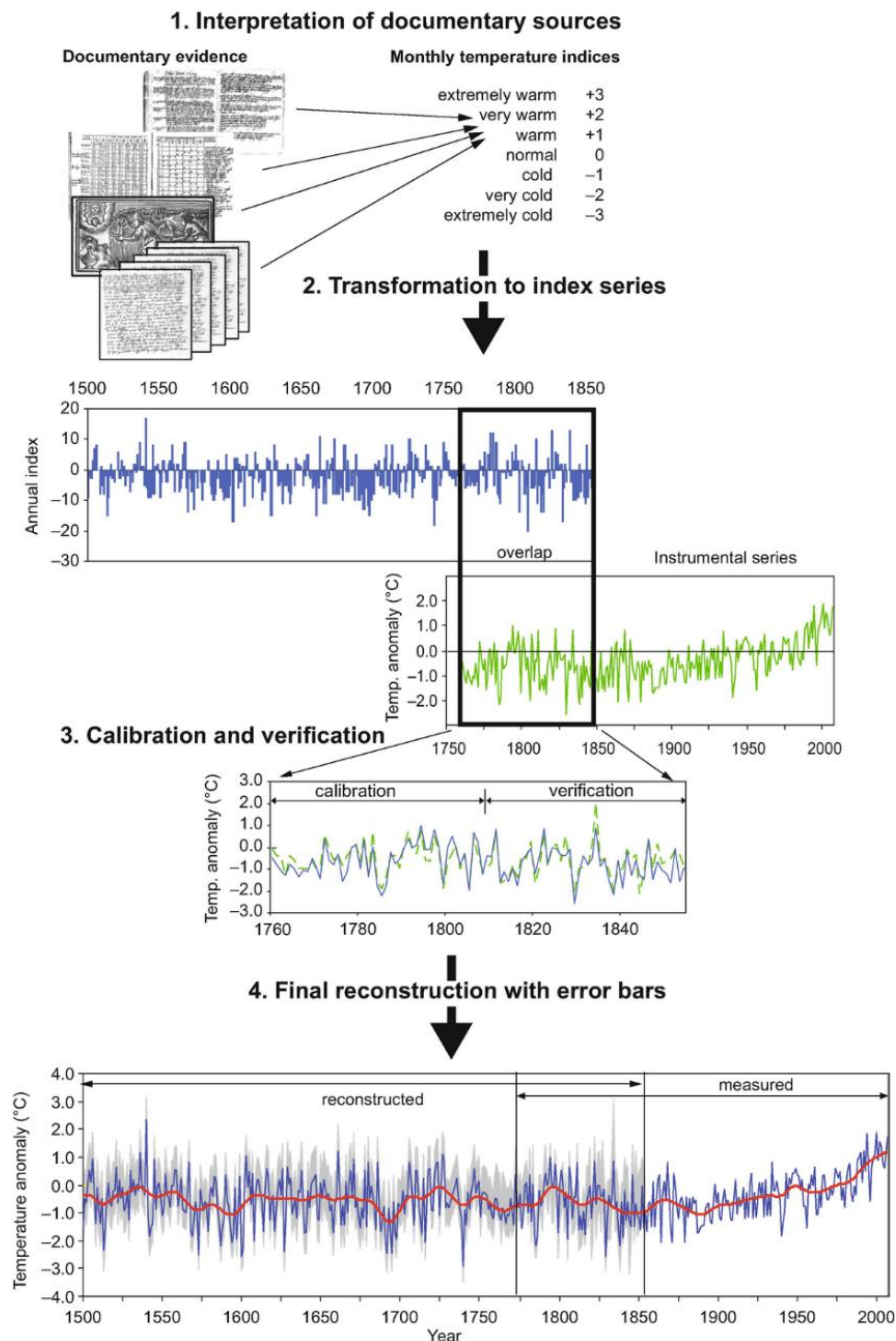 1. Interpretation of documentary sources
Documentary evidence
Monthly temperature indices
extremely warm +3
very warm +2
warm +1
normal 0
cold –1
very cold –2
extremely cold –3
2. Transformation to index series
1500 1550 1600 1650 1700 1750 1800 1850
20
10
0
–10
–20
–30
Annual index
overlap
Instrumental series
2.0
1.0
0.0
–1.0
–2.0
Temp. anomaly (°C)
1750 1800 1850 1900 1950 2000
3. Calibration and verification
3.0
2.0
1.0
0.0
–1.0
–2.0
–3.0
Temp. anomaly (°C)
calibration
verification
1760 1780 1800 1820 1840
4. Final reconstruction with error bars
4.0
3.0
2.0
1.0
0.0
–1.0
–2.0
–3.0
–4.0
Temperature anomaly (°C)
reconstructed
measured
1500 1550 1600 1650 1700 1750 1800 1850 1900 1950 2000
Year